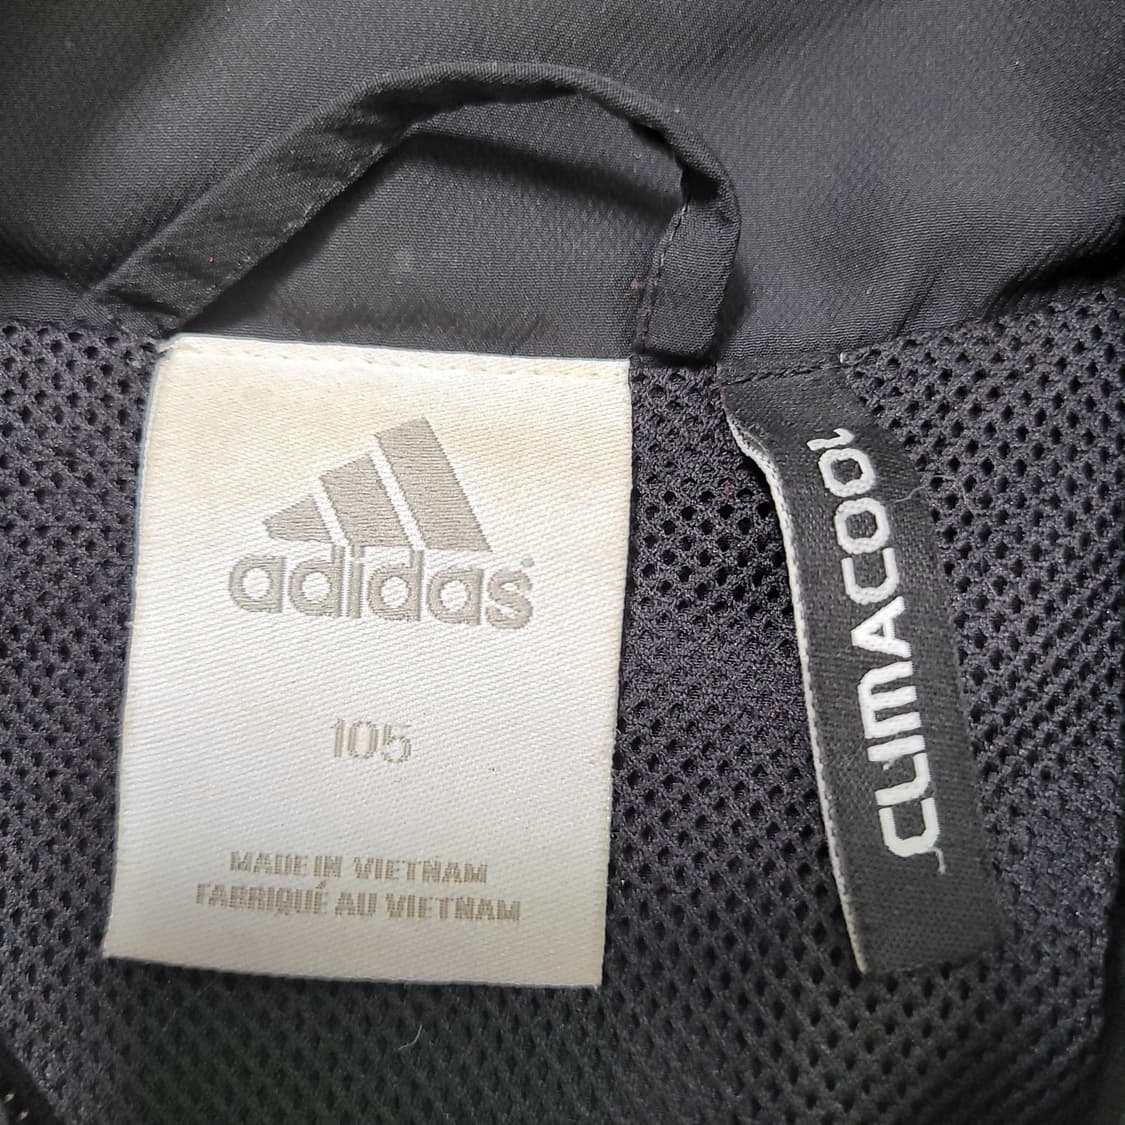 adidas
105
MADE IN VIETNAM
FABRIQUÉ AU VIETNAM
CLIMACOOL